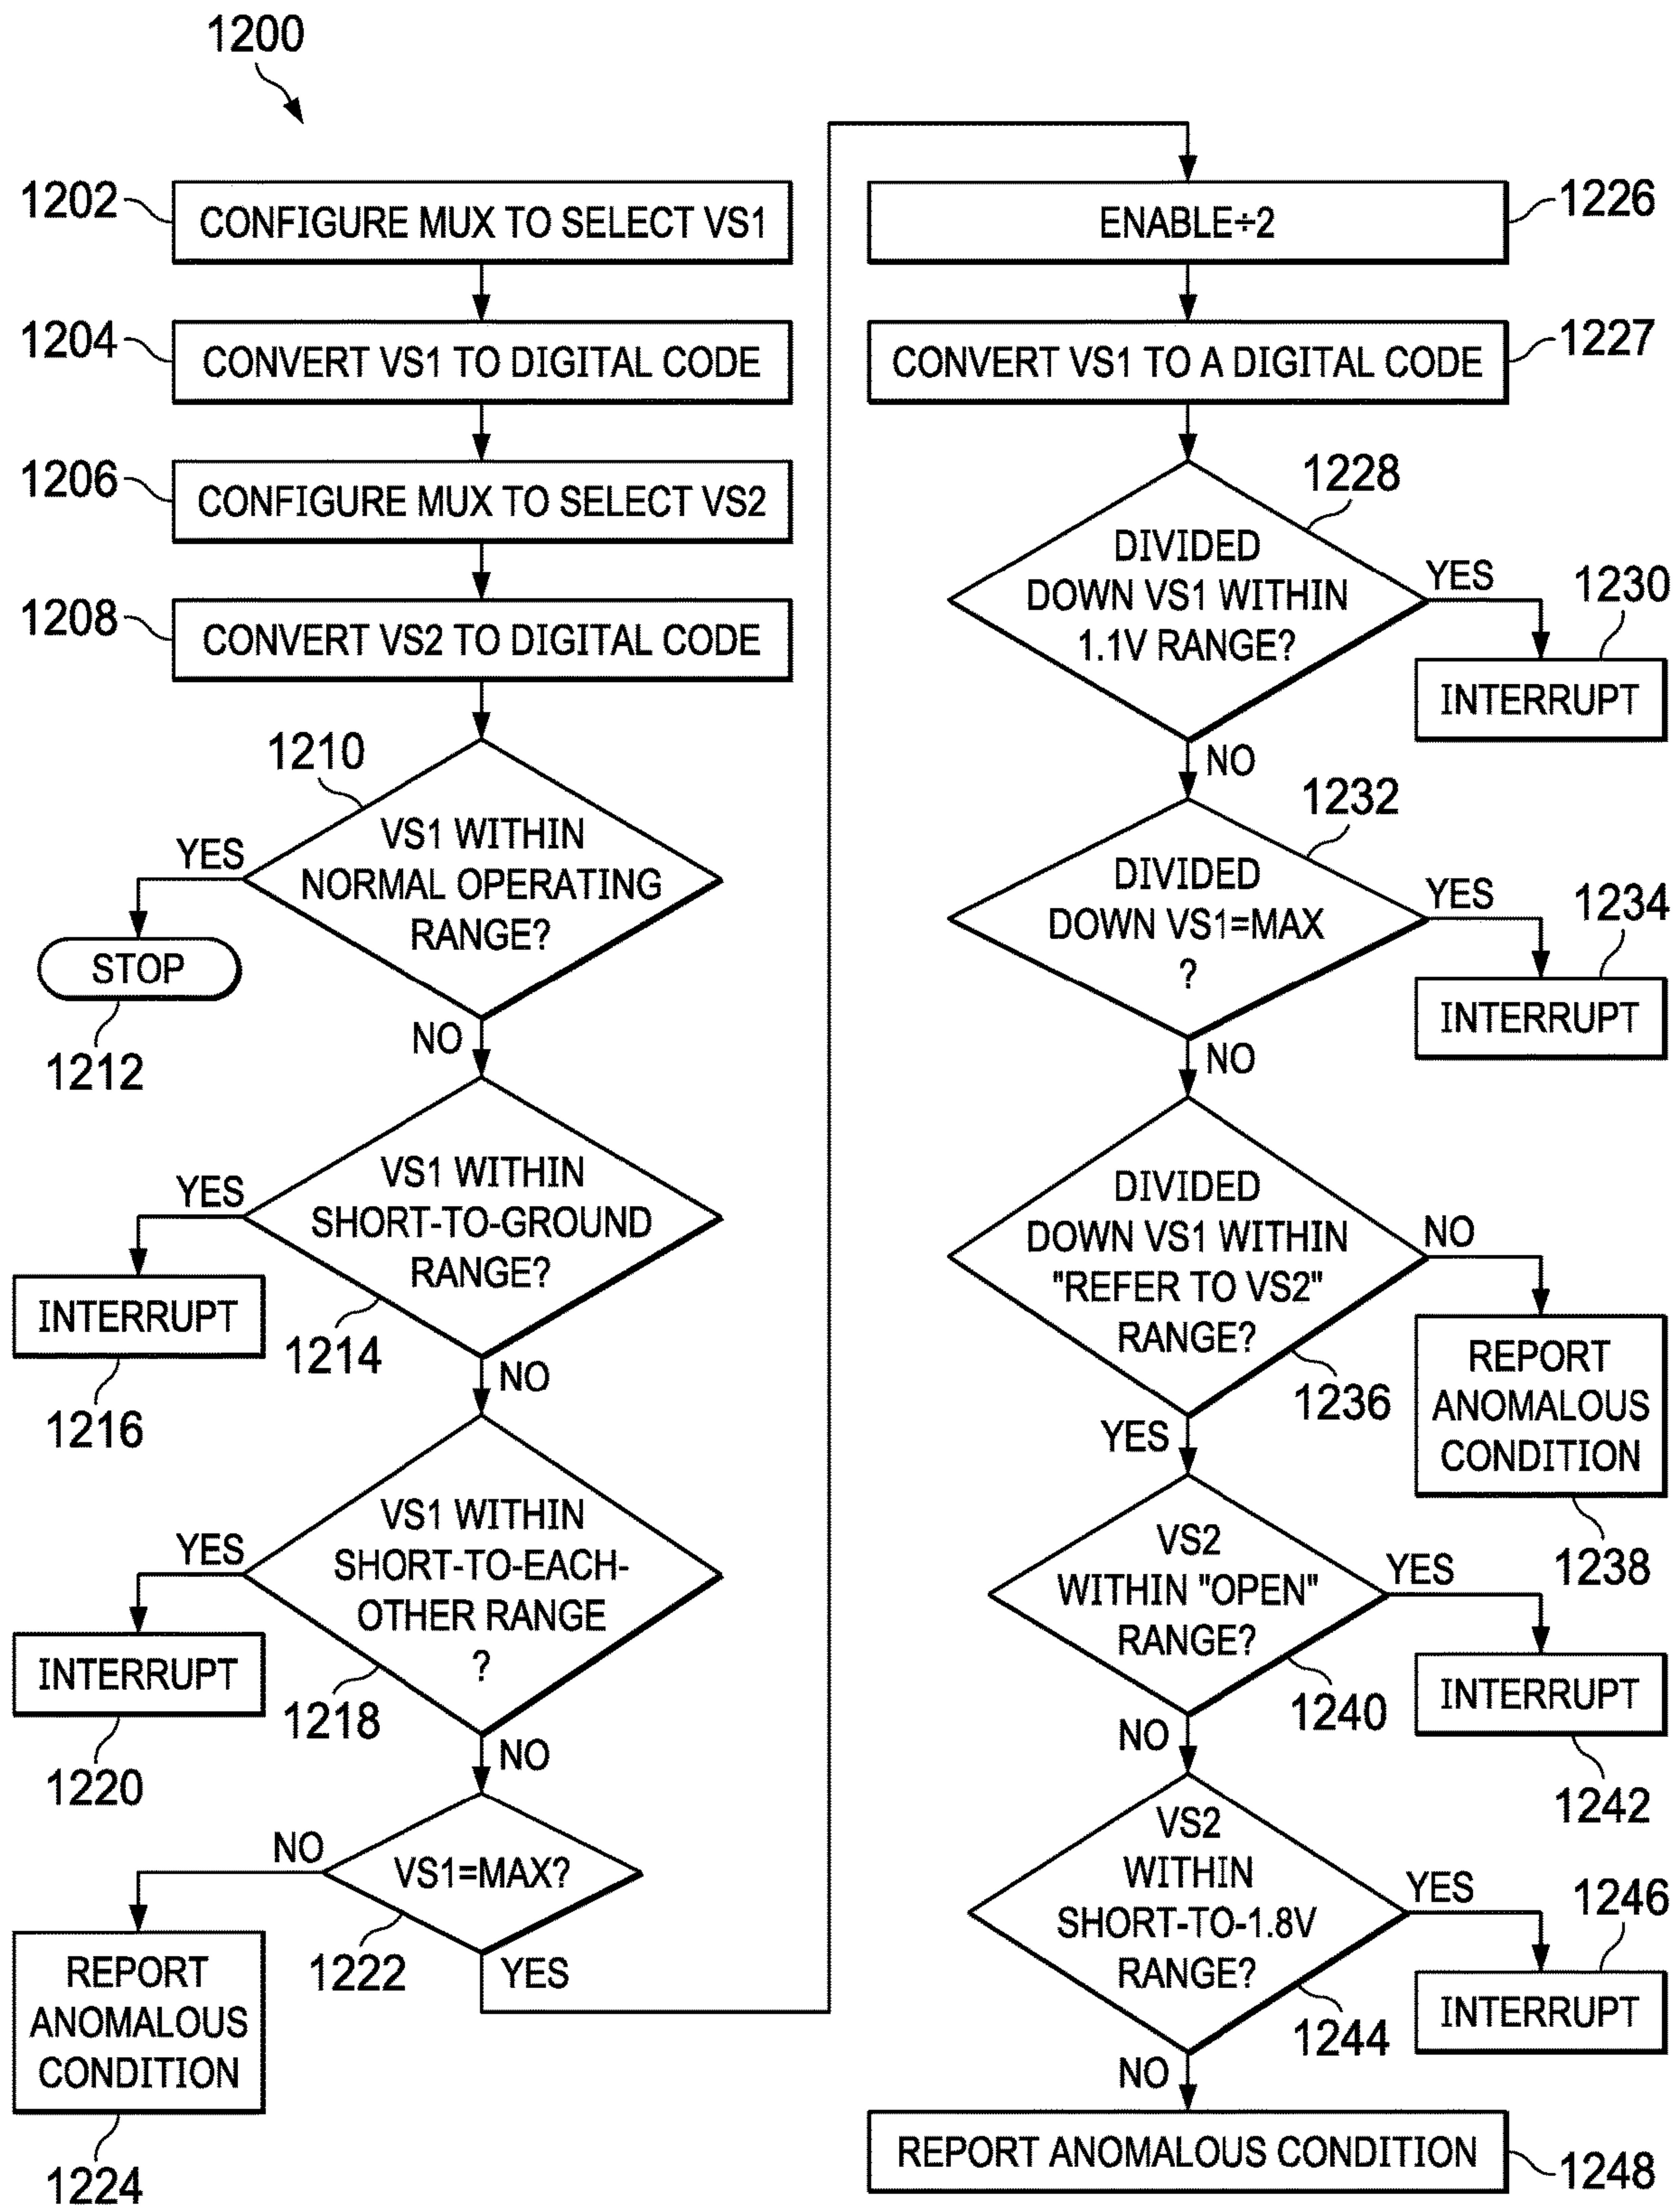 1200
1202
CONFIGURE MUX TO SELECT VS1
1204
CONVERT VS1 TO DIGITAL CODE
1206
CONFIGURE MUX TO SELECT VS2
1208
CONVERT VS2 TO DIGITAL CODE
1210
VS1 WITHIN
NORMAL OPERATING
RANGE?
YES
STOP
1212
NO
VS1 WITHIN
SHORT-TO-GROUND
RANGE?
YES
INTERRUPT
1214
1216
NO
VS1 WITHIN
SHORT-TO-EACH-
OTHER RANGE
?
YES
INTERRUPT
1218
1220
NO
VS1=MAX?
NO
1222
YES
REPORT
ANOMALOUS
CONDITION
1224
ENABLE÷2
1226
CONVERT VS1 TO A DIGITAL CODE
1227
1228
DIVIDED
DOWN VS1 WITHIN
1.1V RANGE?
YES
1230
INTERRUPT
NO
1232
DIVIDED
DOWN VS1=MAX
?
YES
1234
INTERRUPT
NO
DIVIDED
DOWN VS1 WITHIN
"REFER TO VS2"
RANGE?
NO
1236
REPORT
ANOMALOUS
CONDITION
1238
YES
VS2
WITHIN "OPEN"
RANGE?
YES
1240
INTERRUPT
1242
NO
VS2
WITHIN
SHORT-TO-1.8V
RANGE?
YES
1246
INTERRUPT
1244
NO
REPORT ANOMALOUS CONDITION
1248